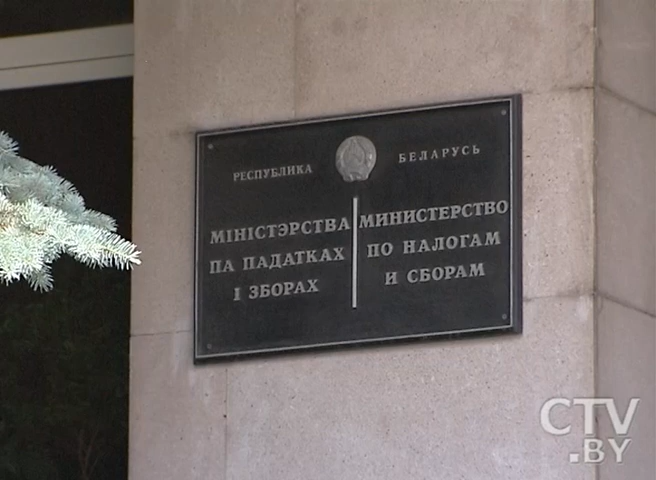 РЕСПУБЛИКА БЕЛАРУСЬ
МІНІСТЭРСТВА
ПА ПАДАТКАХ
І ЗБОРАХ
МИНИСТЕРСТВО
ПО НАЛОГАМ
И СБОРАМ
CTV
.BY